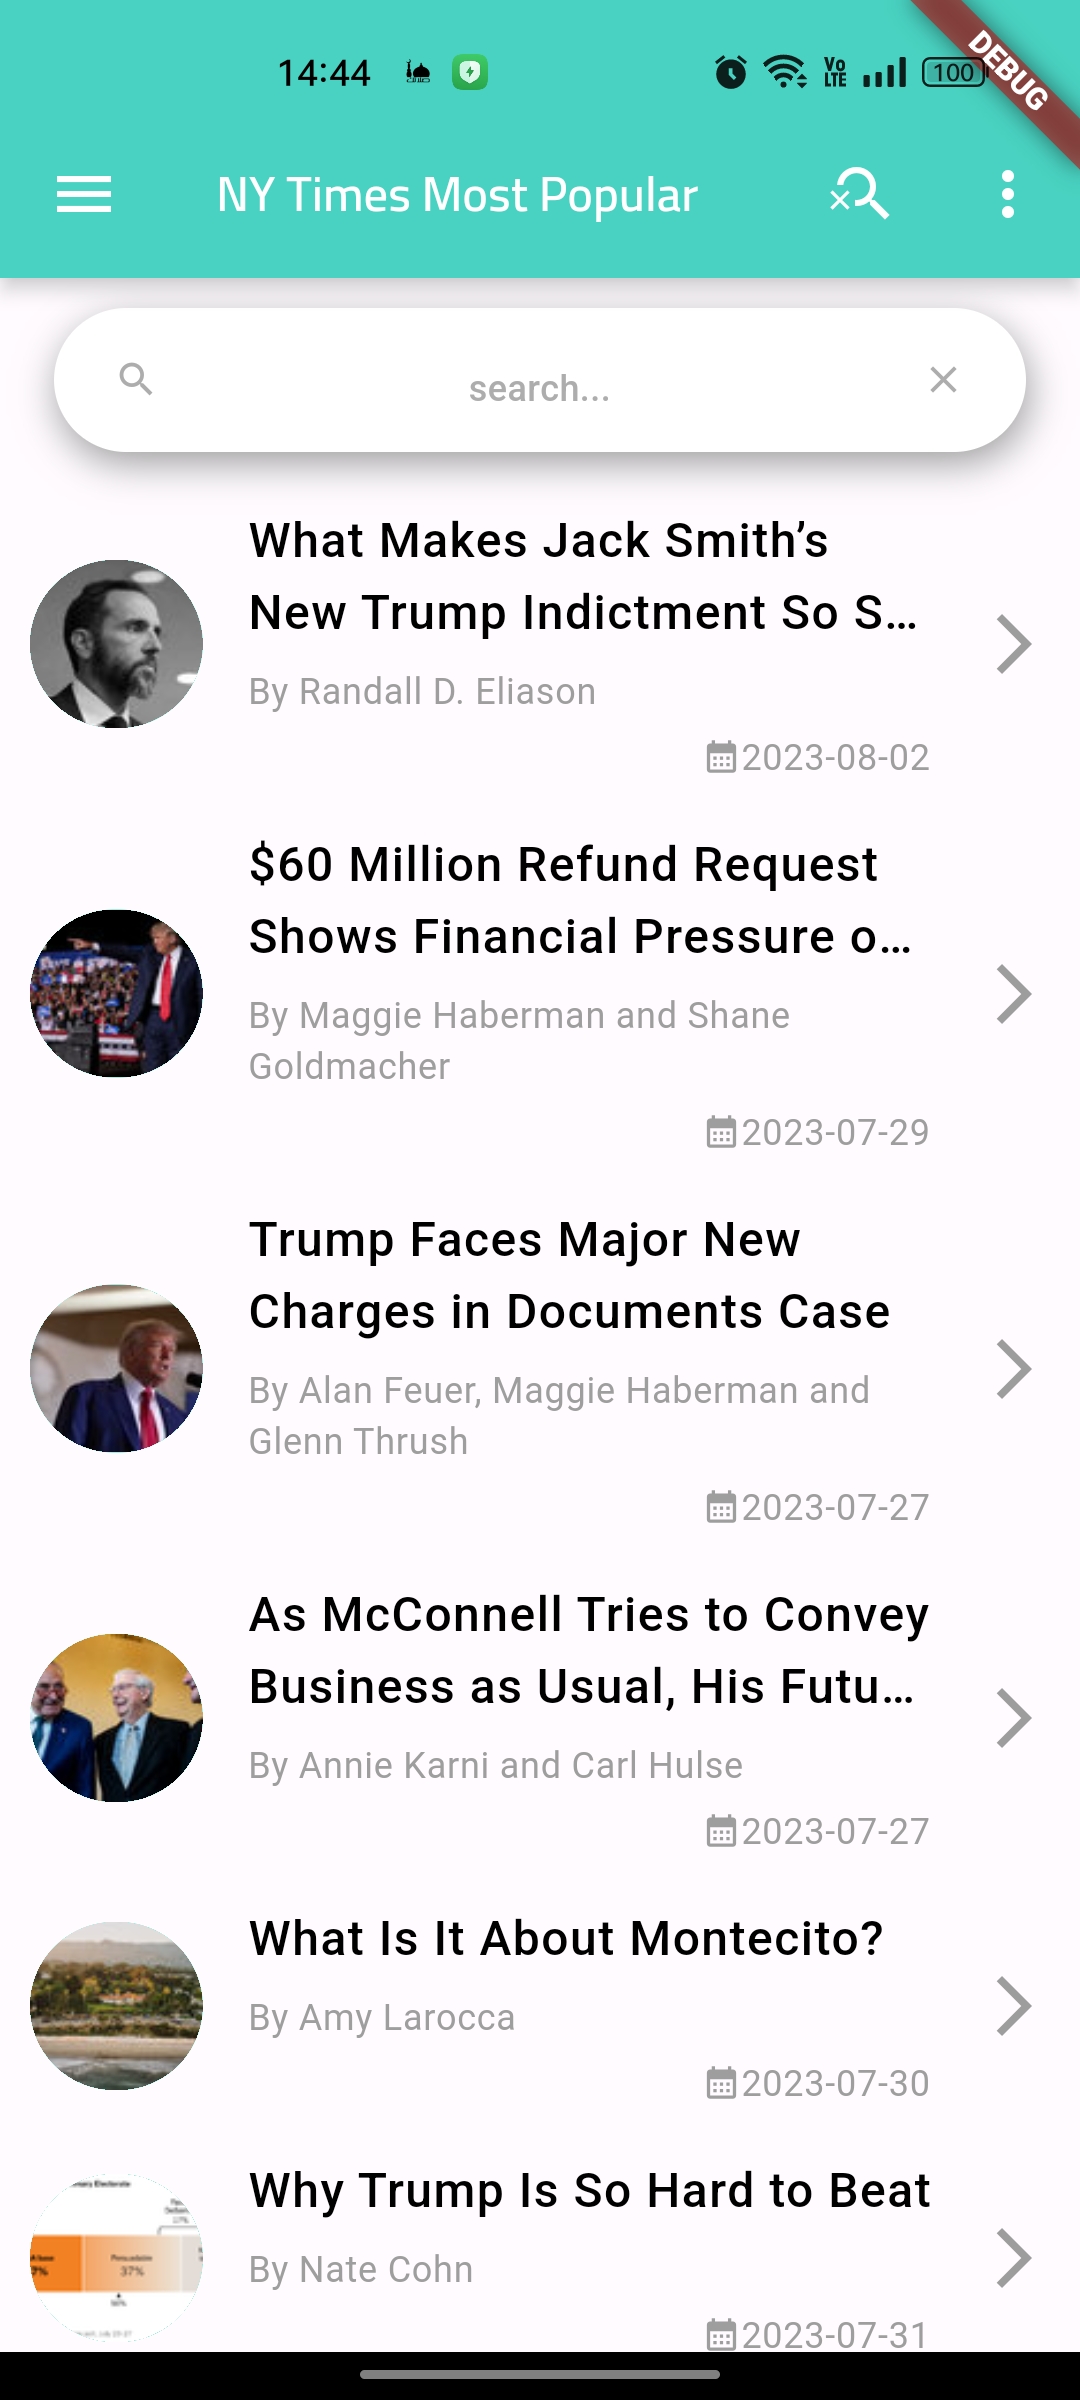 14:44
Vo
LTE
100
DEBUG
NY Times Most Popular
search...
What Makes Jack Smith’s
New Trump Indictment So S...
By Randall D. Eliason
2023-08-02
$60 Million Refund Request
Shows Financial Pressure o...
By Maggie Haberman and Shane
Goldmacher
2023-07-29
Trump Faces Major New
Charges in Documents Case
By Alan Feuer, Maggie Haberman and
Glenn Thrush
2023-07-27
As McConnell Tries to Convey
Business as Usual, His Futu...
By Annie Karni and Carl Hulse
2023-07-27
What Is It About Montecito?
By Amy Larocca
2023-07-30
Why Trump Is So Hard to Beat
By Nate Cohn
37%
2023-07-31